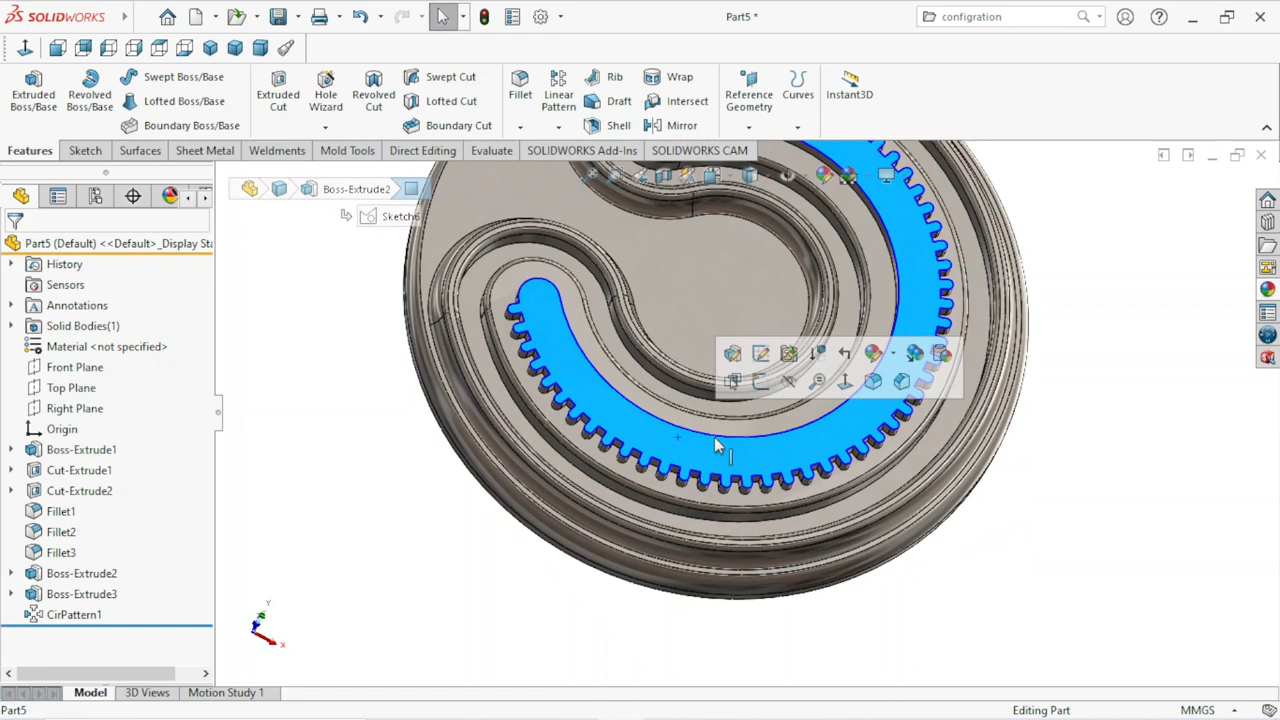 SOLIDWORKS
Part5 *
configration
Extruded Boss/Base
Revolved Boss/Base
Swept Boss/Base
Lofted Boss/Base
Boundary Boss/Base
Extruded Cut
Hole Wizard
Revolved Cut
Swept Cut
Lofted Cut
Boundary Cut
Fillet
Linear Pattern
Rib
Draft
Shell
Wrap
Intersect
Mirror
Reference Geometry
Curves
Instant3D
Features
Sketch
Surfaces
Sheet Metal
Weldments
Mold Tools
Direct Editing
Evaluate
SOLIDWORKS Add-Ins
SOLIDWORKS CAM
Boss-Extrude2
Sketch6
Part5 (Default) <<Default>_Display Sta
History
Sensors
Annotations
Solid Bodies(1)
Material <not specified>
Front Plane
Top Plane
Right Plane
Origin
Boss-Extrude1
Cut-Extrude1
Cut-Extrude2
Fillet1
Fillet2
Fillet3
Boss-Extrude2
Boss-Extrude3
CirPattern1
Y
X
Model
3D Views
Motion Study 1
Part5
Editing Part
MMGS